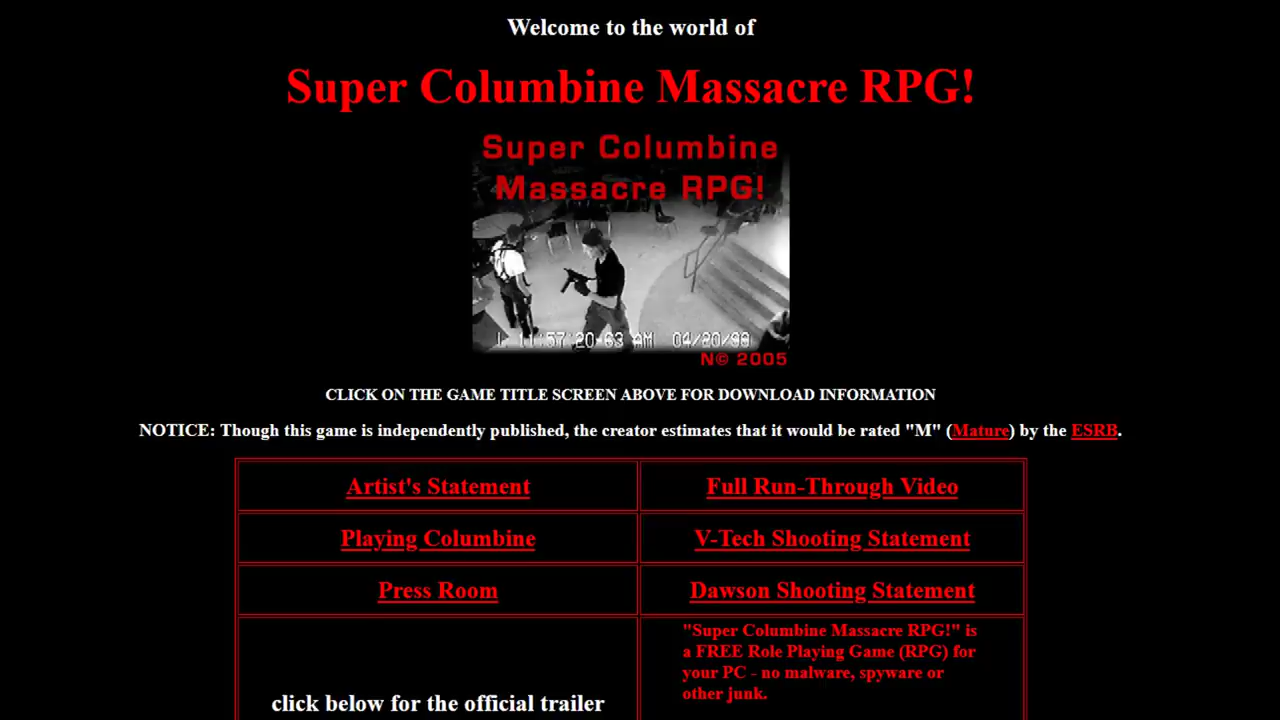 Welcome to the world of
Super Columbine Massacre RPG!
Super Columbine
Massacre RPG!
11:57:20-63 AM 04/20/99
N© 2005
CLICK ON THE GAME TITLE SCREEN ABOVE FOR DOWNLOAD INFORMATION
NOTICE: Though this game is independently published, the creator estimates that it would be rated "M" (Mature) by the ESRB.
Artist's Statement
Full Run-Through Video
Playing Columbine
V-Tech Shooting Statement
Press Room
Dawson Shooting Statement
"Super Columbine Massacre RPG!" is
a FREE Role Playing Game (RPG) for
your PC - no malware, spyware or
other junk.
click below for the official trailer